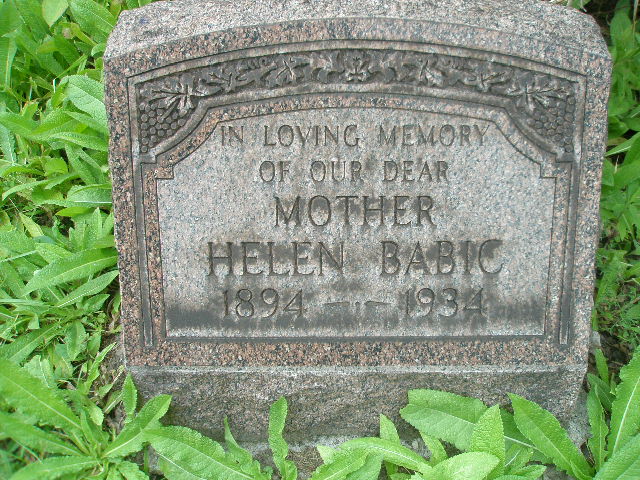 IN LOVING MEMORY
OF OUR DEAR
MOTHER
HELEN BABIC
1894 - · - 1934